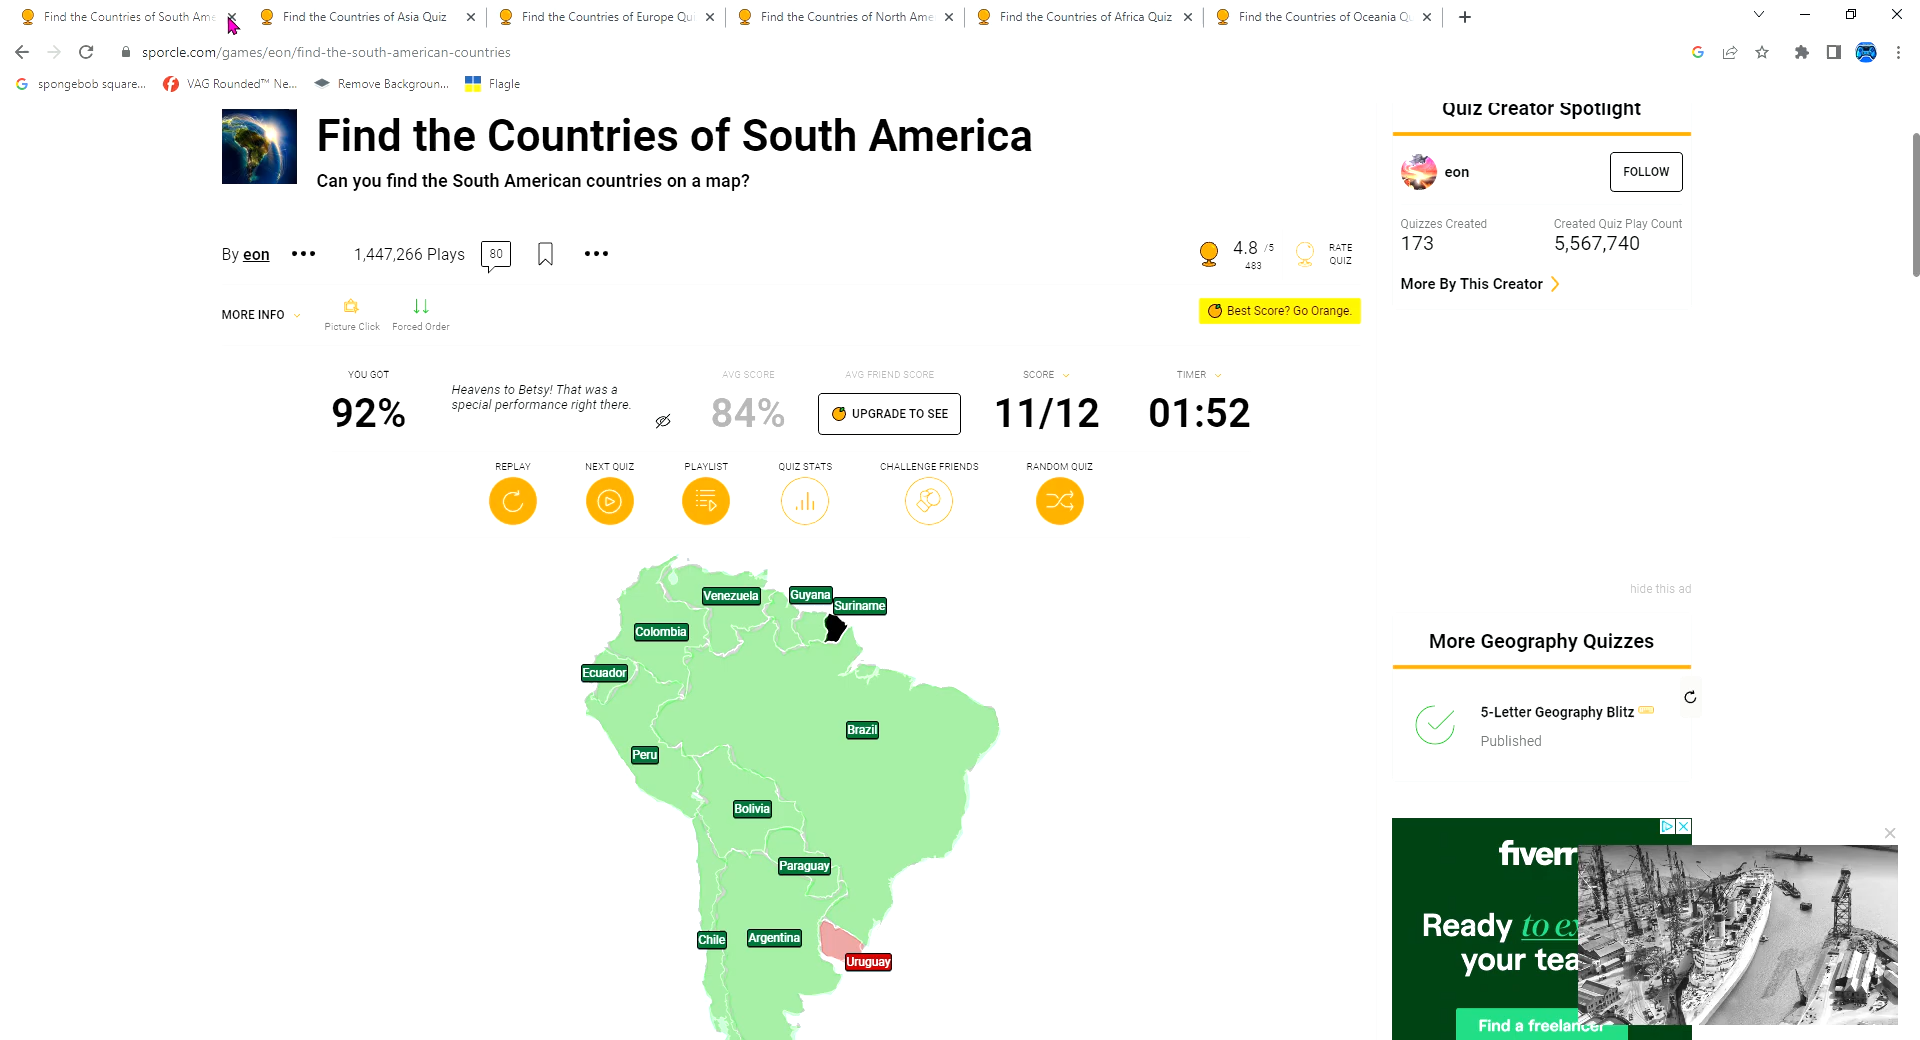 Find the Countries of South Ame
Find the Countries of Asia Quiz
Find the Countries of Europe Qui
Find the Countries of North Ame
Find the Countries of Africa Quiz
Find the Countries of Oceania Q
sporcle.com/games/eon/find-the-south-american-countries
spongebob square...
VAG Rounded™ Ne...
Remove Backgroun...
Flagle
Find the Countries of South America
Can you find the South American countries on a map?
By eon
1,447,266 Plays
80
4.8 /5
483
RATE
QUIZ
MORE INFO
Picture Click
Forced Order
Best Score? Go Orange.
YOU GOT
92%
Heavens to Betsy! That was a
special performance right there.
AVG SCORE
84%
AVG FRIEND SCORE
UPGRADE TO SEE
SCORE
11/12
TIMER
01:52
REPLAY
NEXT QUIZ
PLAYLIST
QUIZ STATS
CHALLENGE FRIENDS
RANDOM QUIZ
Venezuela
Guyana
Suriname
Colombia
Ecuador
Brazil
Peru
Bolivia
Paraguay
Chile
Argentina
Uruguay
Quiz Creator Spotlight
eon
FOLLOW
Quizzes Created
173
Created Quiz Play Count
5,567,740
More By This Creator
hide this ad
More Geography Quizzes
5-Letter Geography Blitz
Published
fiverr
Ready to ex
your tea
Find a freelancer